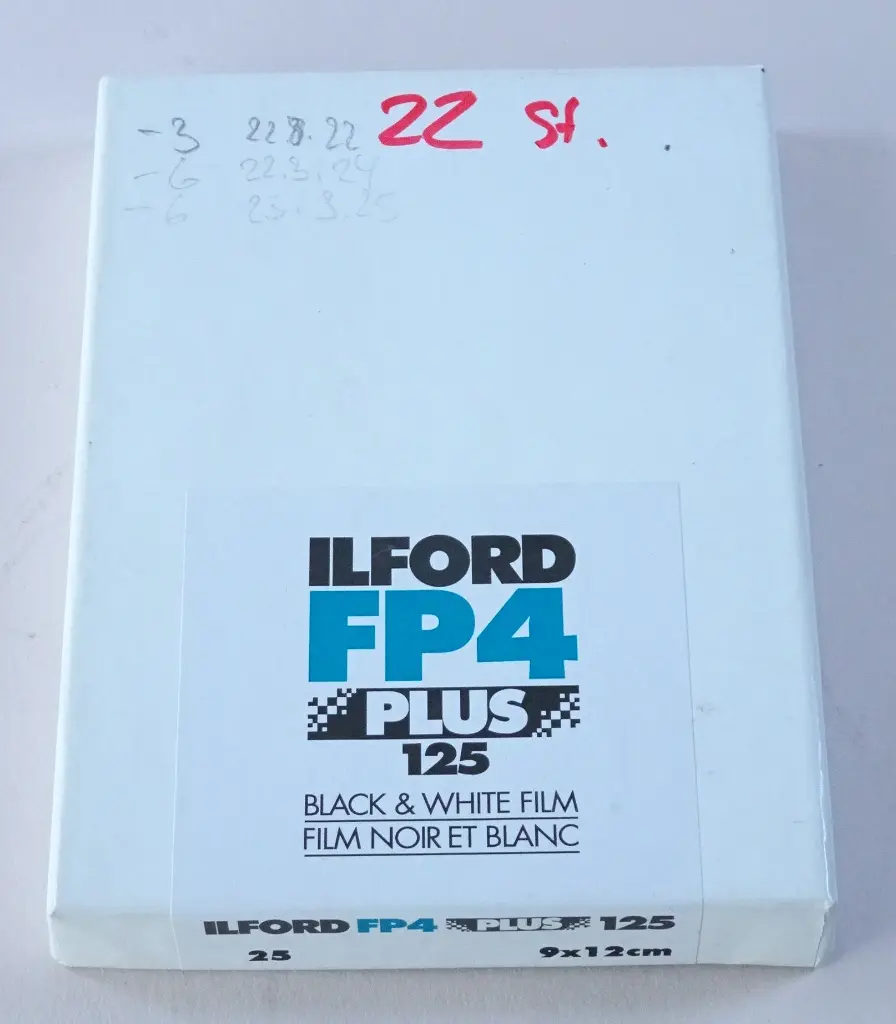 -3 22.8.22 22 St.
-6 22.3.24
-6 25.3.25
ILFORD
FP4
PLUS
125
BLACK & WHITE FILM
FILM NOIR ET BLANC
ILFORD FP4 PLUS 125
25 9x12cm